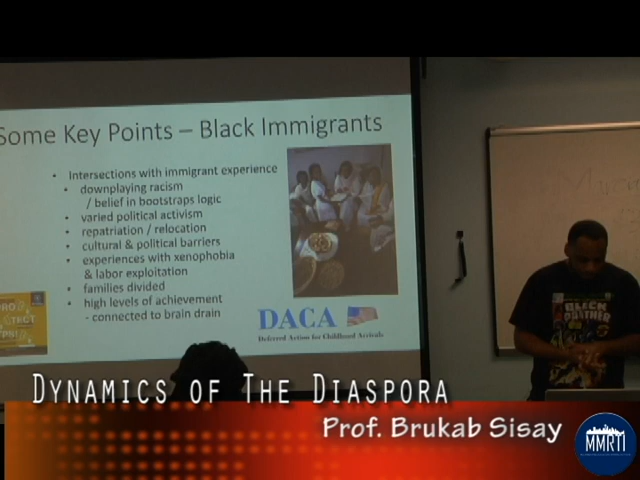 Some Key Points – Black Immigrants
• Intersections with immigrant experience
• downplaying racism
/ belief in bootstraps logic
• varied political activism
• repatriation / relocation
• cultural & political barriers
• experiences with xenophobia
& labor exploitation
• families divided
• high levels of achievement
- connected to brain drain
DACA
Deferred Action for Childhood Arrivals
BLACK
PANTHER
DYNAMICS OF THE DIASPORA
Prof. Brukab Sisay
MMRTI